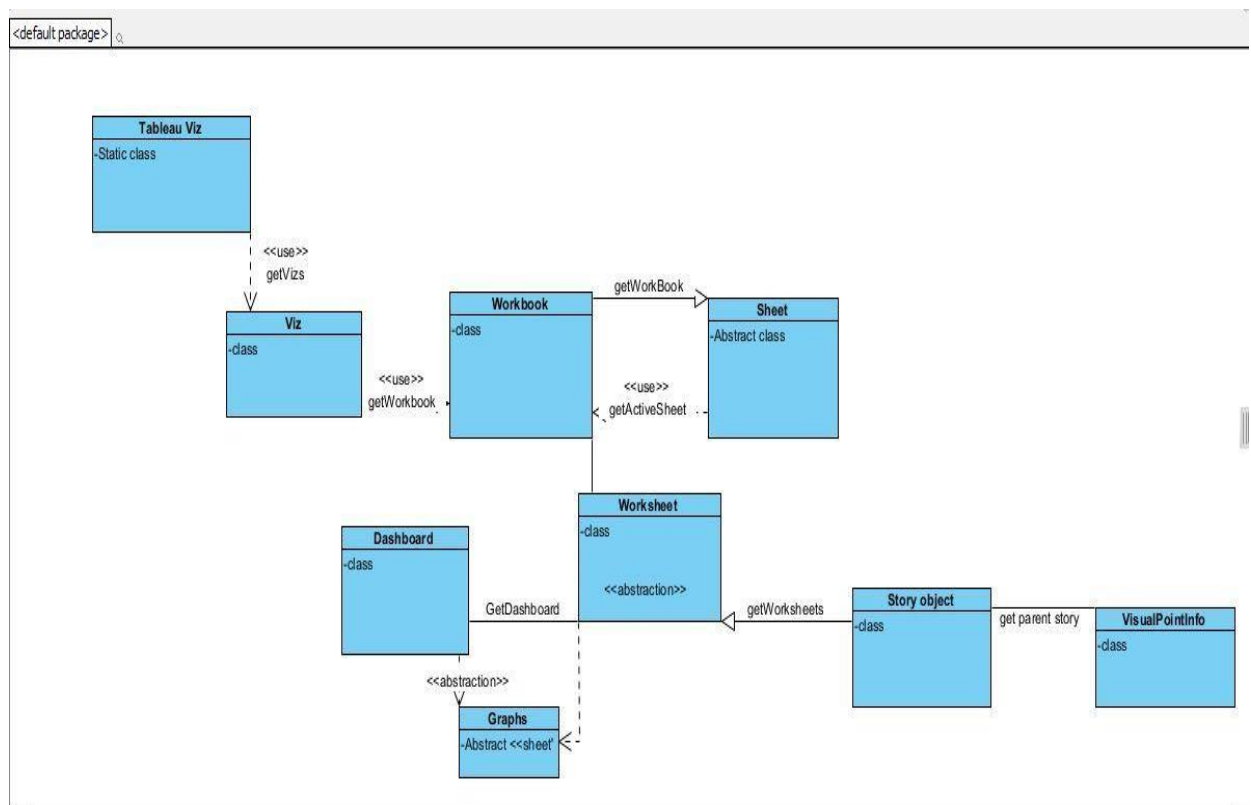 <default package>
Tableau Viz
-Static class
<<use>>
getVizs
Viz
-class
<<use>>
getWorkbook
Workbook
-class
getWorkBook
Sheet
-Abstract class
<<use>>
getActiveSheet
Worksheet
-class
<<abstraction>>
Dashboard
-class
GetDashboard
getWorksheets
Story object
-class
get parent story
VisualPointInfo
-class
<<abstraction>>
Graphs
-Abstract <<sheet'